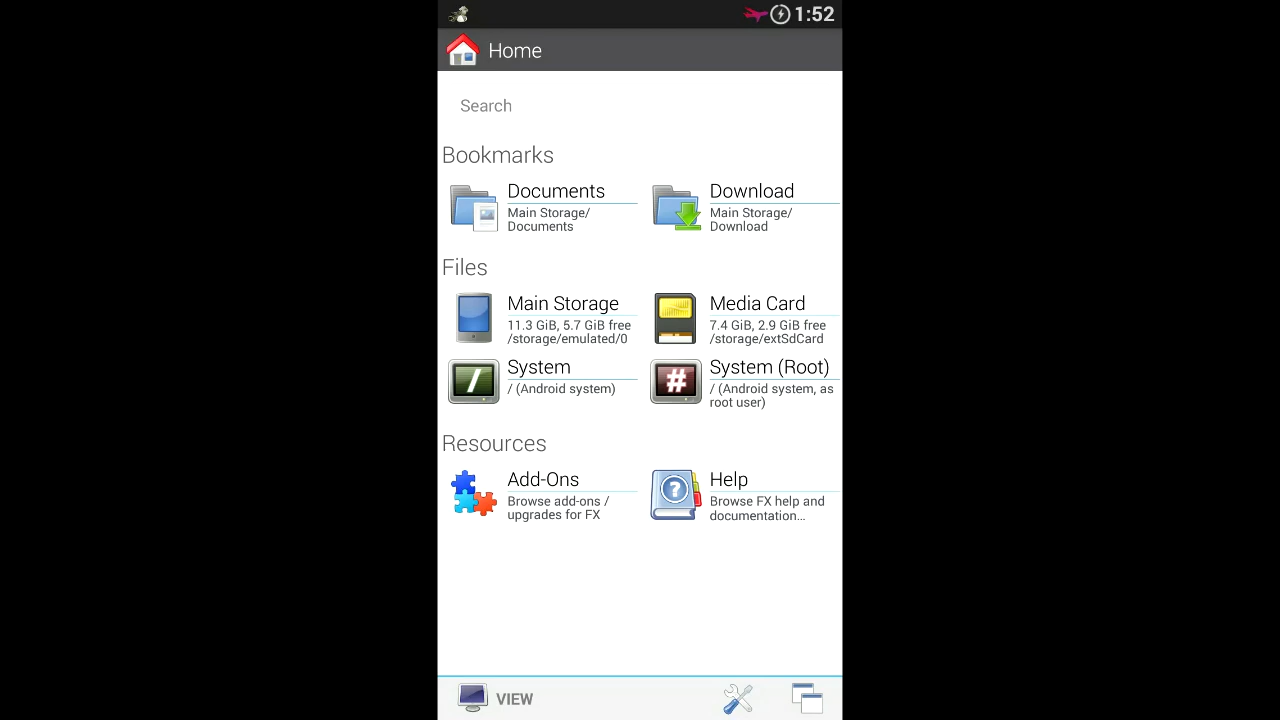 1:52
Home
Search
Bookmarks
Documents
Main Storage/
Documents
Download
Main Storage/
Download
Files
Main Storage
11.3 GiB, 5.7 GiB free
/storage/emulated/0
Media Card
7.4 GiB, 2.9 GiB free
/storage/extSdCard
/
System
/ (Android system)
#
System (Root)
/ (Android system, as
root user)
Resources
Add-Ons
Browse add-ons /
upgrades for FX
?
Help
Browse FX help and
documentation...
VIEW